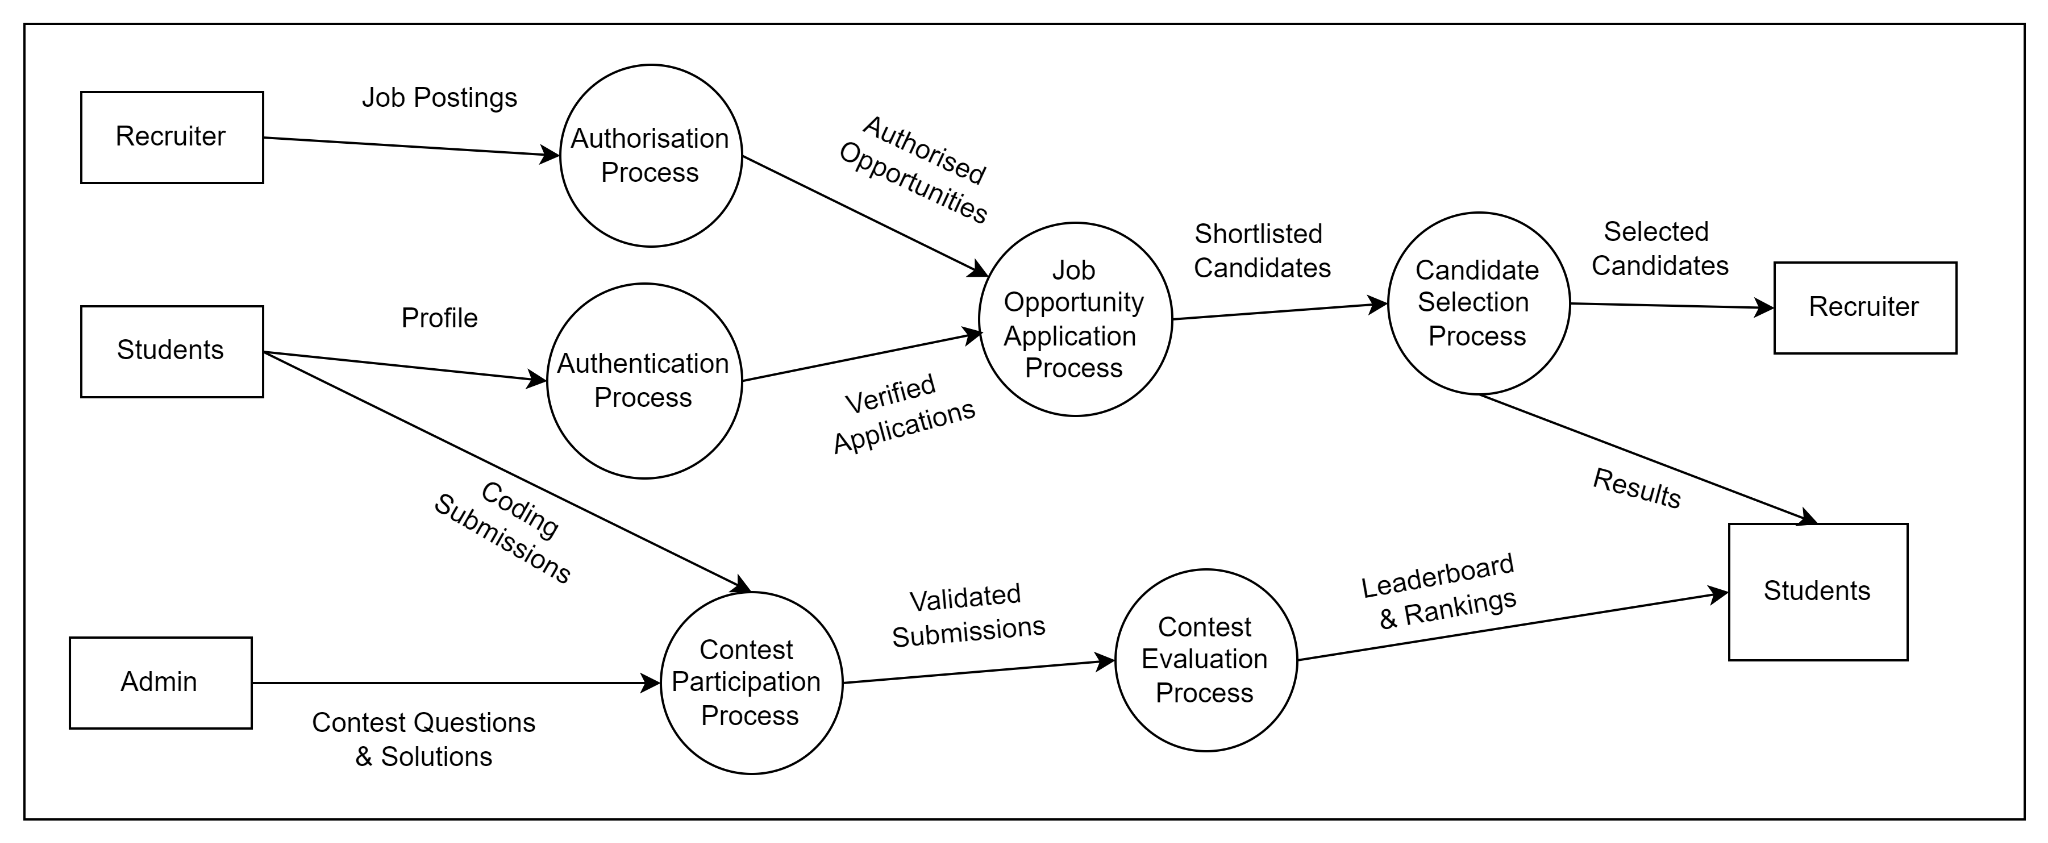 Recruiter
Job Postings
Authorisation
Process
Authorised
Opportunities
Students
Profile
Authentication
Process
Verified
Applications
Job
Opportunity
Application
Process
Shortlisted
Candidates
Candidate
Selection
Process
Selected
Candidates
Recruiter
Results
Coding
Submissions
Admin
Contest Questions
& Solutions
Contest
Participation
Process
Validated
Submissions
Contest
Evaluation
Process
Leaderboard
& Rankings
Students